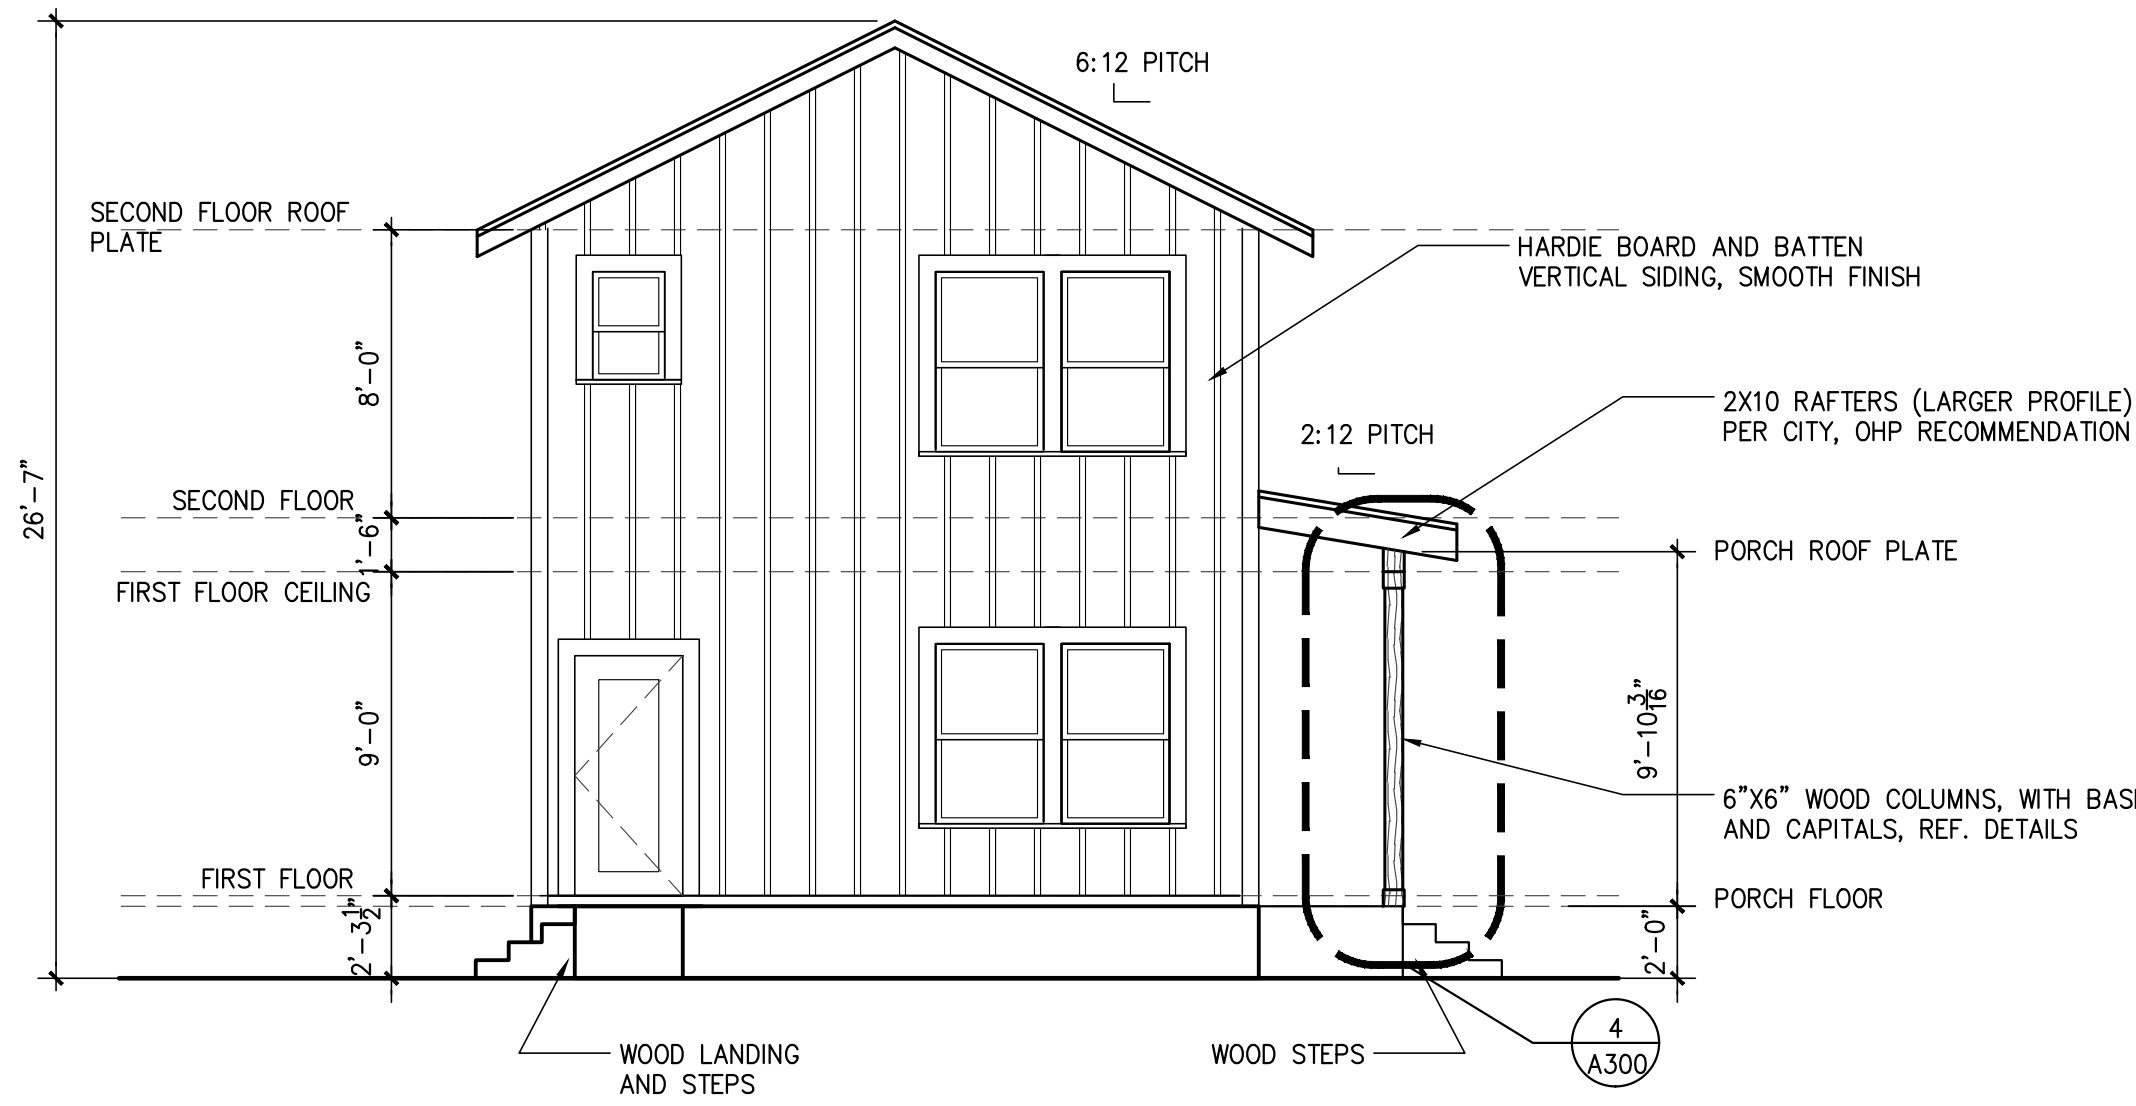 6:12 PITCH
SECOND FLOOR ROOF
PLATE
HARDIE BOARD AND BATTEN
VERTICAL SIDING, SMOOTH FINISH
8'-0"
2X10 RAFTERS (LARGER PROFILE)
PER CITY, OHP RECOMMENDATION
2:12 PITCH
26'-7"
SECOND FLOOR
1'-6"
PORCH ROOF PLATE
FIRST FLOOR CEILING
9'-0"
9'-10 3/16"
6"X6" WOOD COLUMNS, WITH BAS
AND CAPITALS, REF. DETAILS
FIRST FLOOR
PORCH FLOOR
2'-3 1/2"
2'-0"
WOOD LANDING
AND STEPS
WOOD STEPS
4
A300